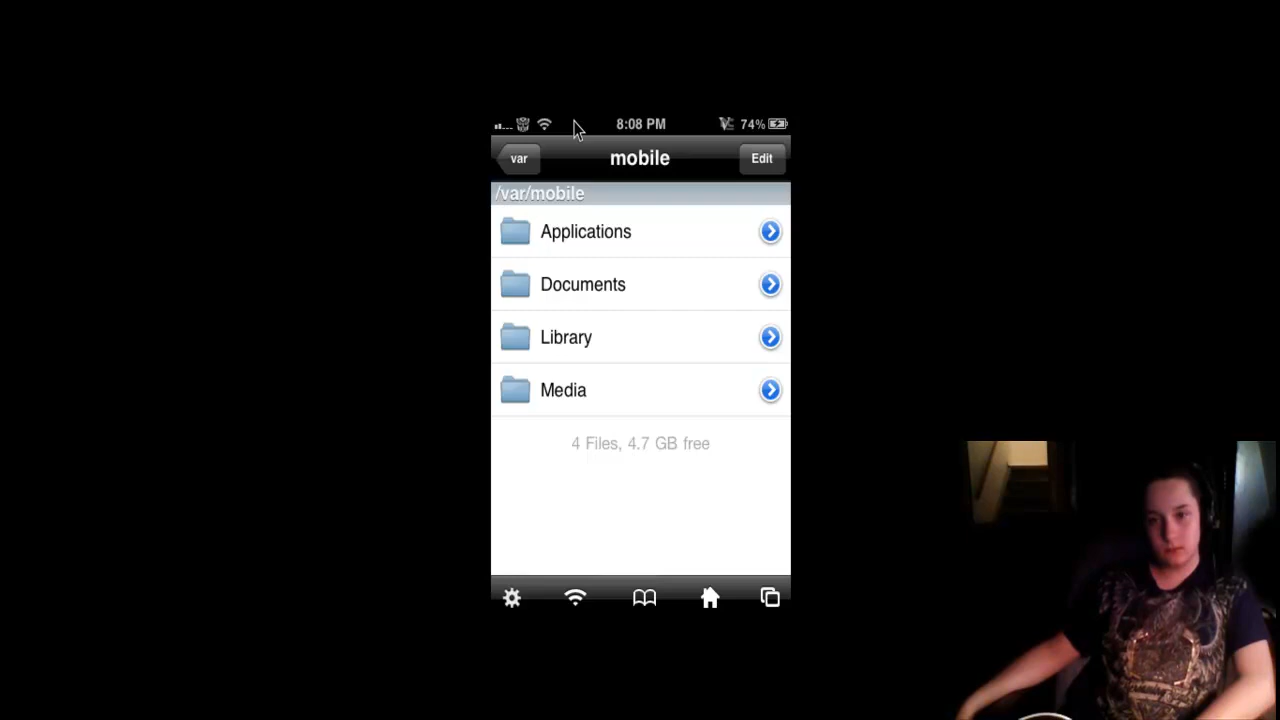 8:08 PM
74%
var
mobile
Edit
/var/mobile
Applications
Documents
Library
Media
4 Files, 4.7 GB free